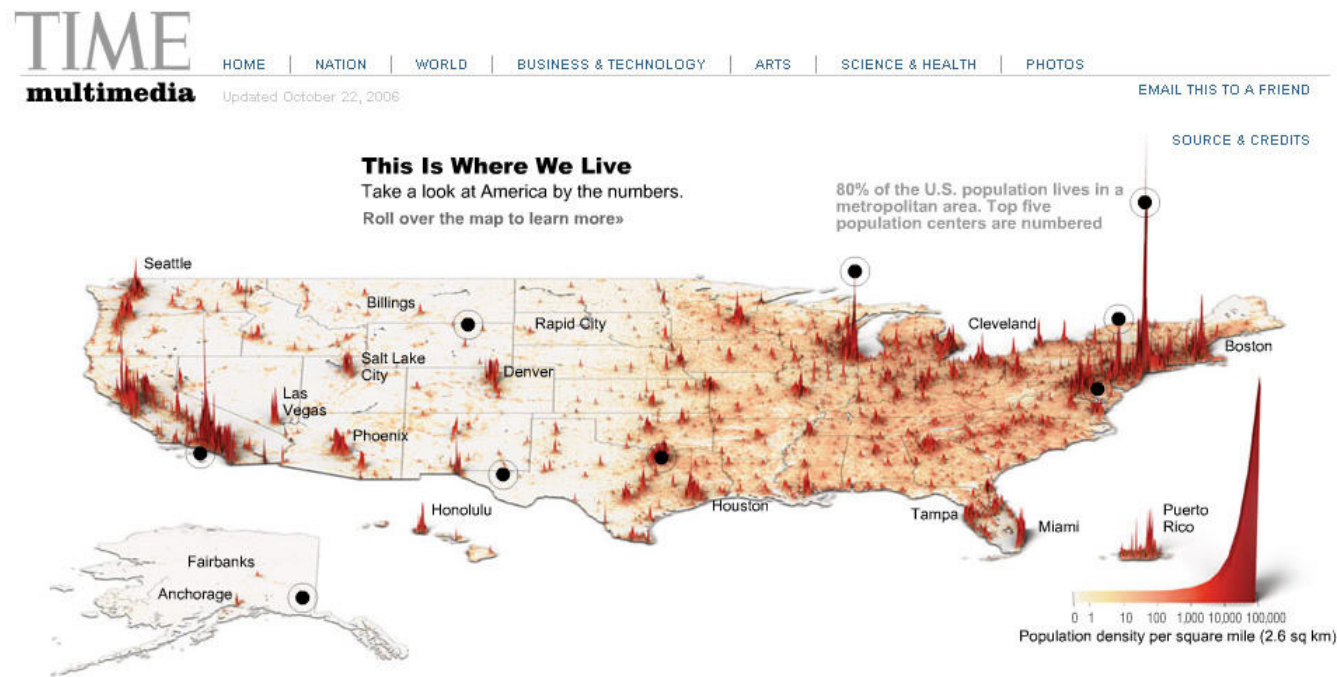 TIME
multimedia
HOME | NATION | WORLD | BUSINESS & TECHNOLOGY | ARTS | SCIENCE & HEALTH | PHOTOS
Updated October 22, 2006
EMAIL THIS TO A FRIEND
SOURCE & CREDITS
This Is Where We Live
Take a look at America by the numbers.
Roll over the map to learn more»
80% of the U.S. population lives in a
metropolitan area. Top five
population centers are numbered
Seattle
Billings
Rapid City
Cleveland
Boston
Salt Lake
City
Denver
Las
Vegas
Phoenix
Honolulu
Houston
Tampa
Miami
Puerto
Rico
Fairbanks
Anchorage
0 1 10 100 1,000 10,000 100,000
Population density per square mile (2.6 sq km)